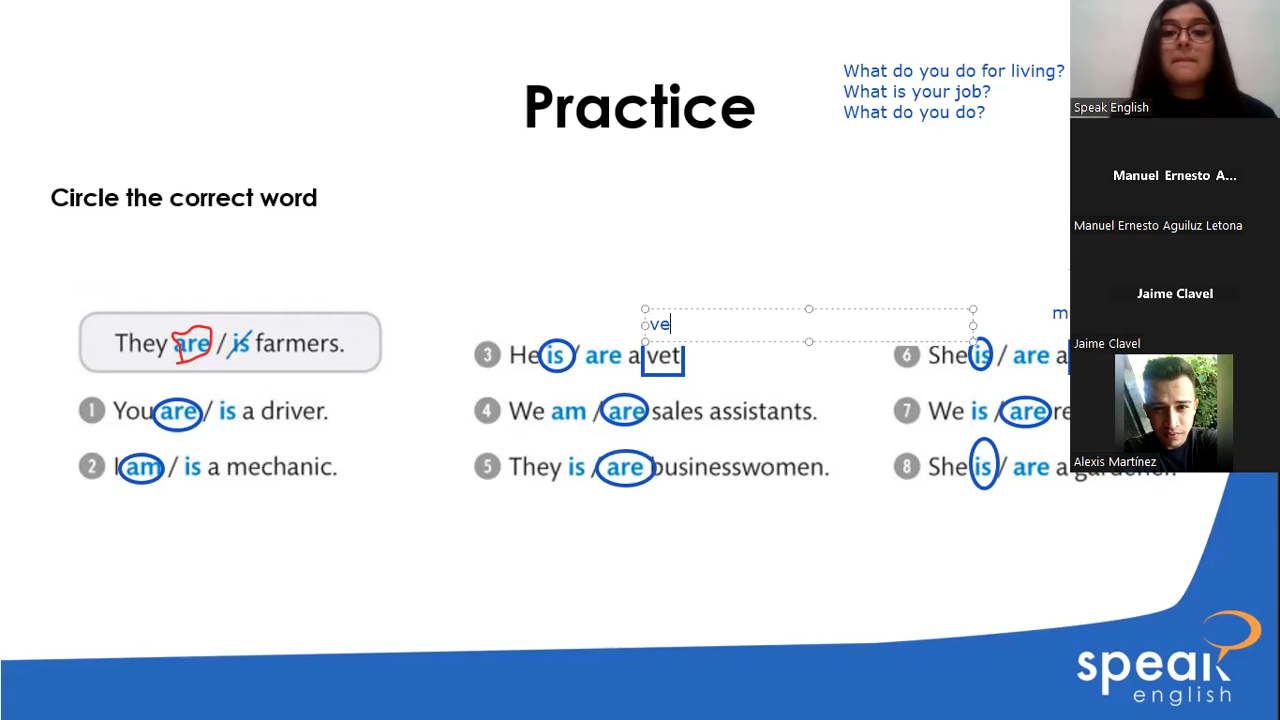 What do you do for living?
What is your job?
What do you do?
Practice
Circle the correct word
They are / is farmers.
1 You are / is a driver.
2 I am / is a mechanic.
ve
3 He is / are a vet
4 We am / are sales assistants.
5 They is / are businesswomen.
m
6 She is / are a
7 We is / are re
8 She is / are a gardener.
Speak English
Manuel Ernesto A...
Manuel Ernesto Aguiluz Letona
Jaime Clavel
Jaime Clavel
Alexis Martínez
speak
english